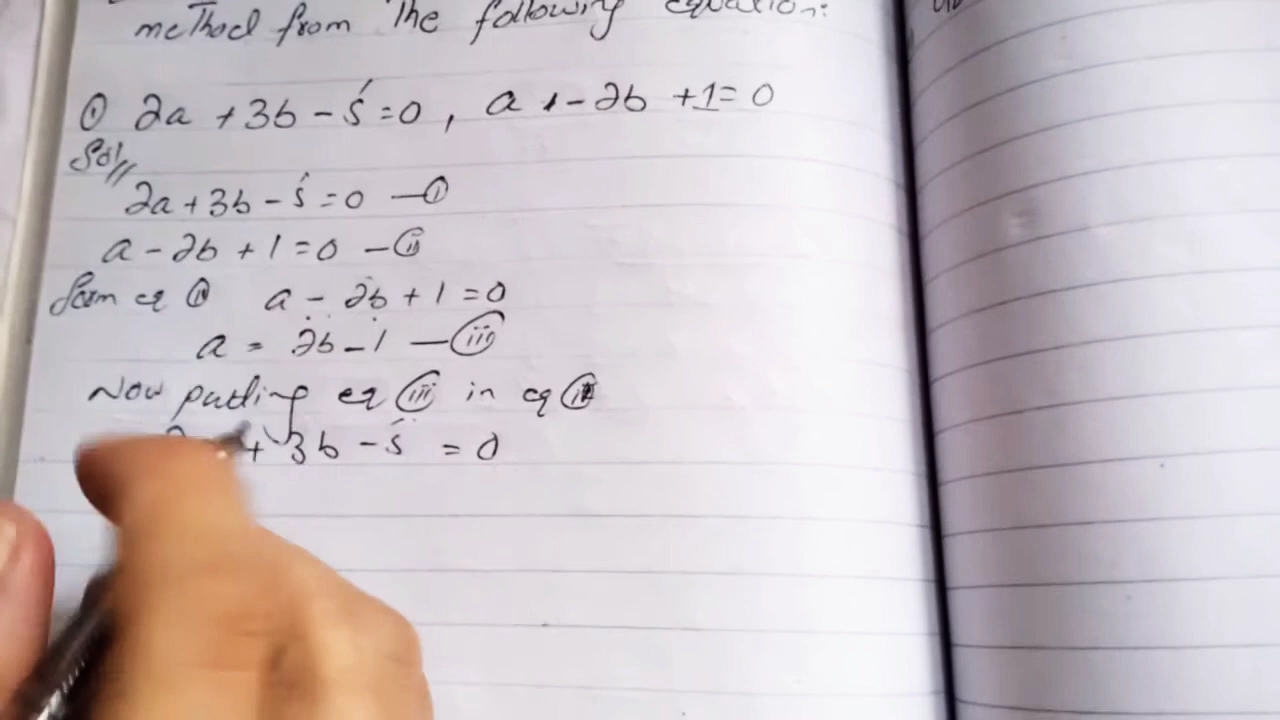 method from The following equation:
① 2a + 3b - 5 = 0, a - 2b + 1 = 0
Sol//
2a + 3b - 5 = 0 —①
a - 2b + 1 = 0 —ⓘⓘ
from eq ⓘⓘ a - 2b + 1 = 0
a = 2b - 1 —ⓘⓘⓘ
Now putting eq ⓘⓘⓘ in eq
+ 3b - 5 = 0